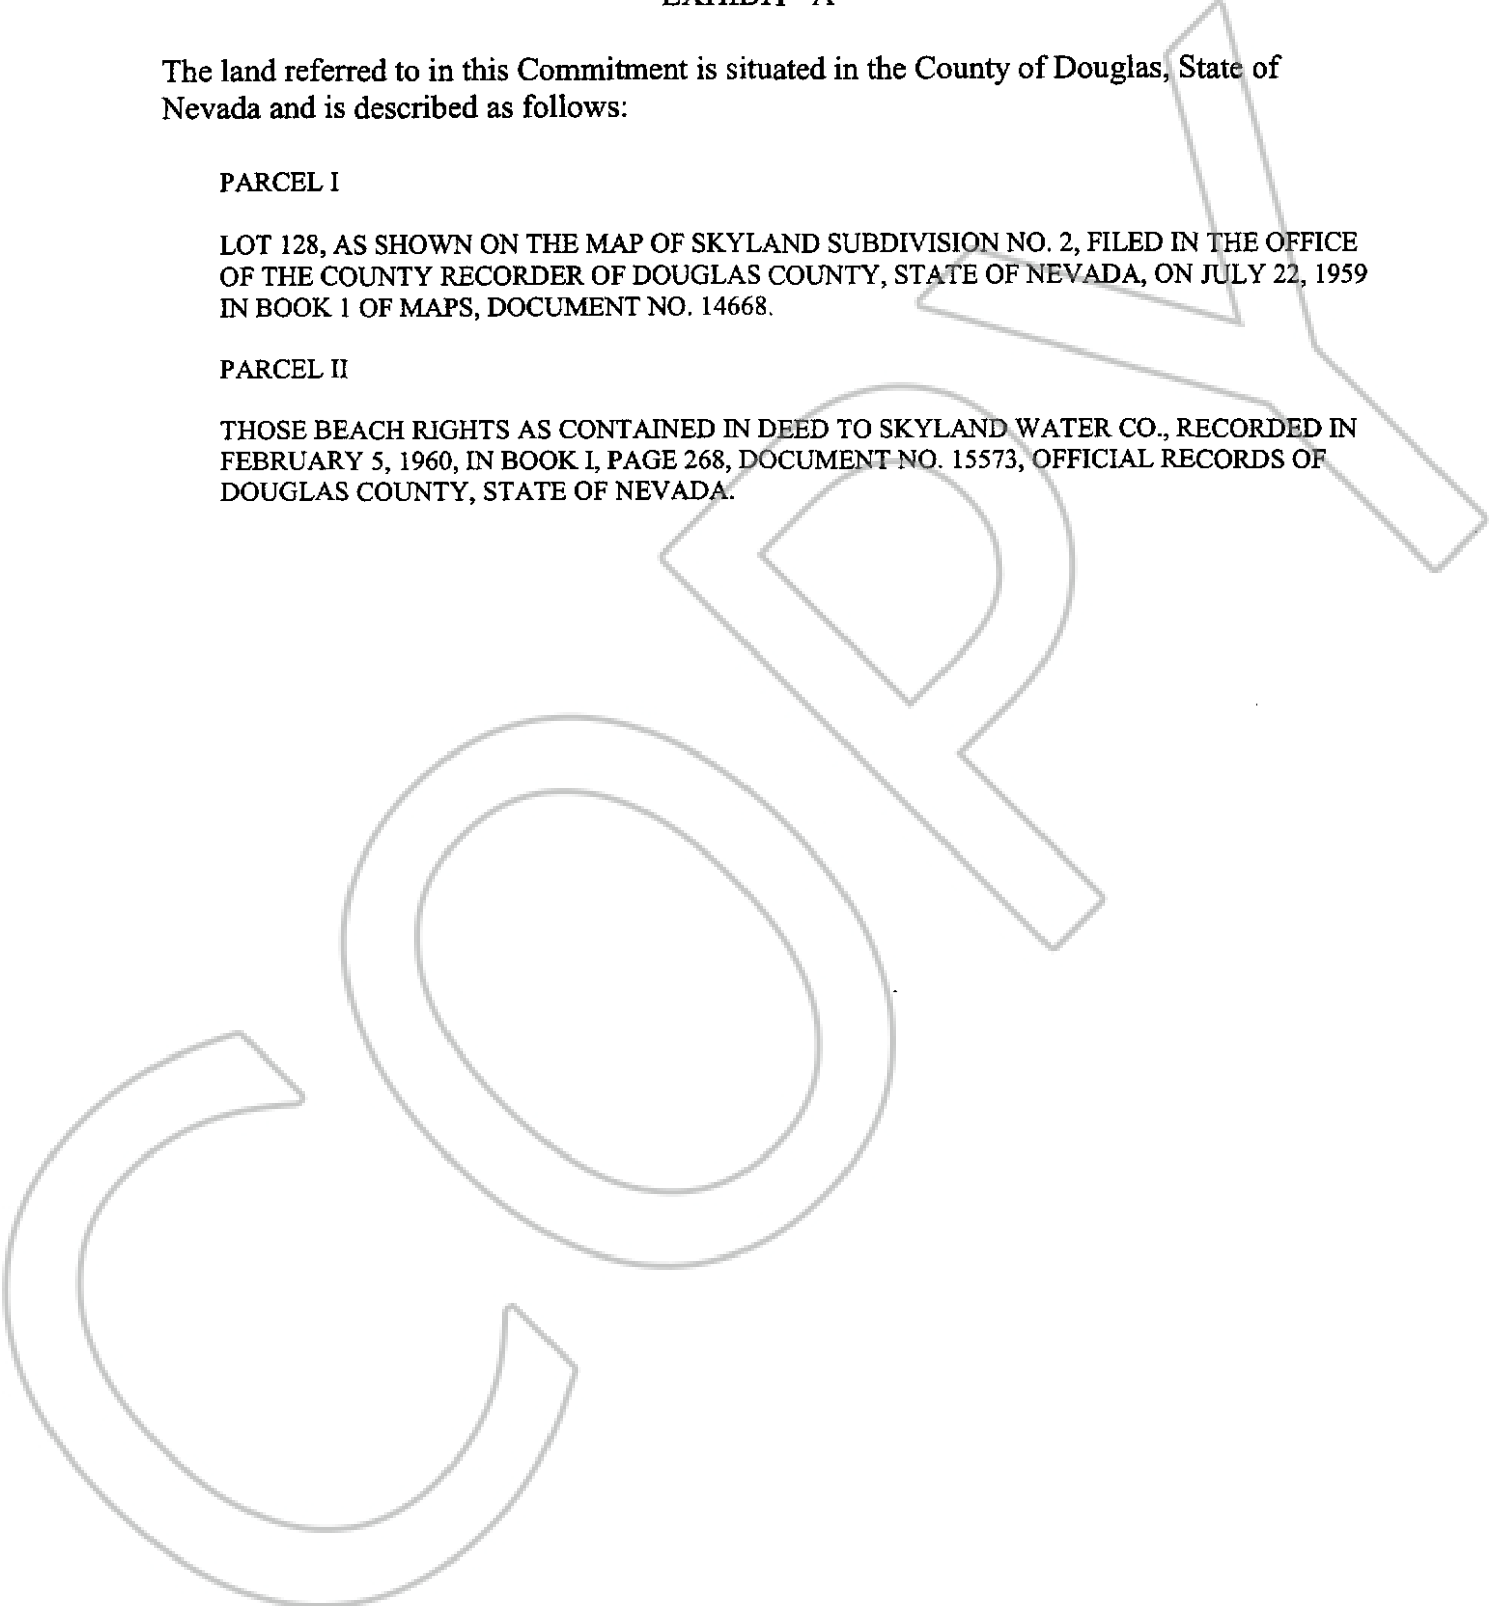 EXHIBIT "A"
The land referred to in this Commitment is situated in the County of Douglas, State of
Nevada and is described as follows:
PARCEL I
LOT 128, AS SHOWN ON THE MAP OF SKYLAND SUBDIVISION NO. 2, FILED IN THE OFFICE
OF THE COUNTY RECORDER OF DOUGLAS COUNTY, STATE OF NEVADA, ON JULY 22, 1959
IN BOOK 1 OF MAPS, DOCUMENT NO. 14668.
PARCEL II
THOSE BEACH RIGHTS AS CONTAINED IN DEED TO SKYLAND WATER CO., RECORDED IN
FEBRUARY 5, 1960, IN BOOK I, PAGE 268, DOCUMENT NO. 15573, OFFICIAL RECORDS OF
DOUGLAS COUNTY, STATE OF NEVADA.
COPY